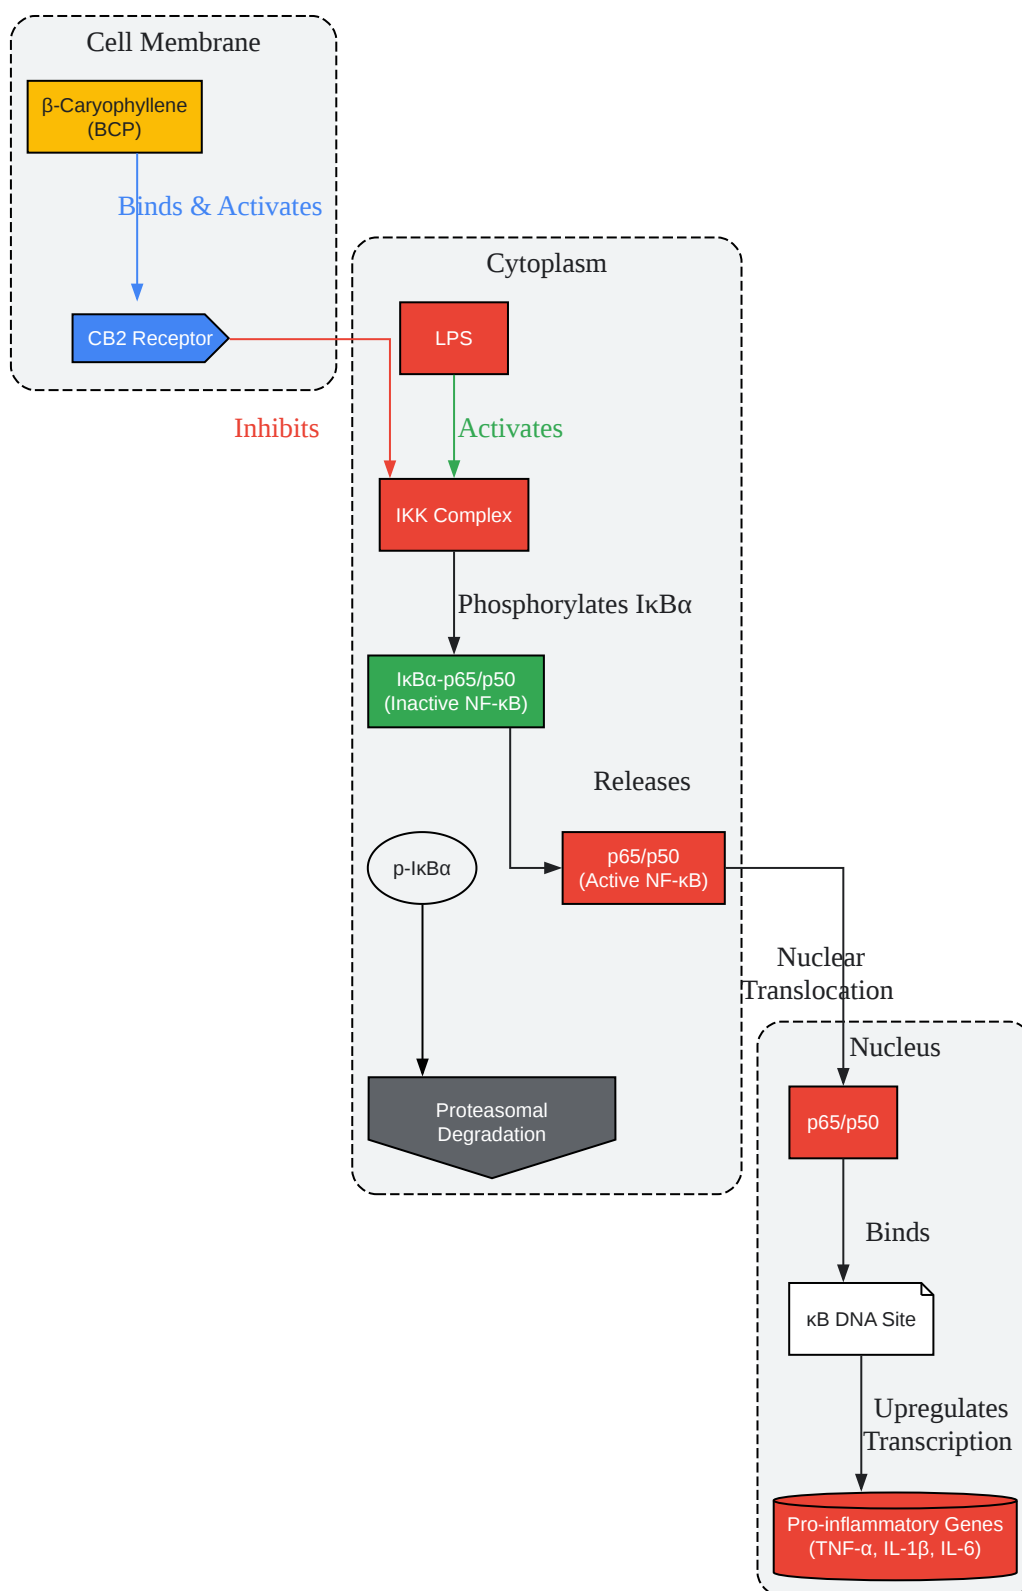 Cell Membrane
β-Caryophyllene
(BCP)
Binds & Activates
CB2 Receptor
Cytoplasm
LPS
Inhibits
Activates
IKK Complex
Phosphorylates IκBα
IκBα-p65/p50
(Inactive NF-κB)
Releases
p-IκBα
p65/p50
(Active NF-κB)
Nuclear
Translocation
Proteasomal
Degradation
Nucleus
p65/p50
Binds
κB DNA Site
Upregulates
Transcription
Pro-inflammatory Genes
(TNF-α, IL-1β, IL-6)